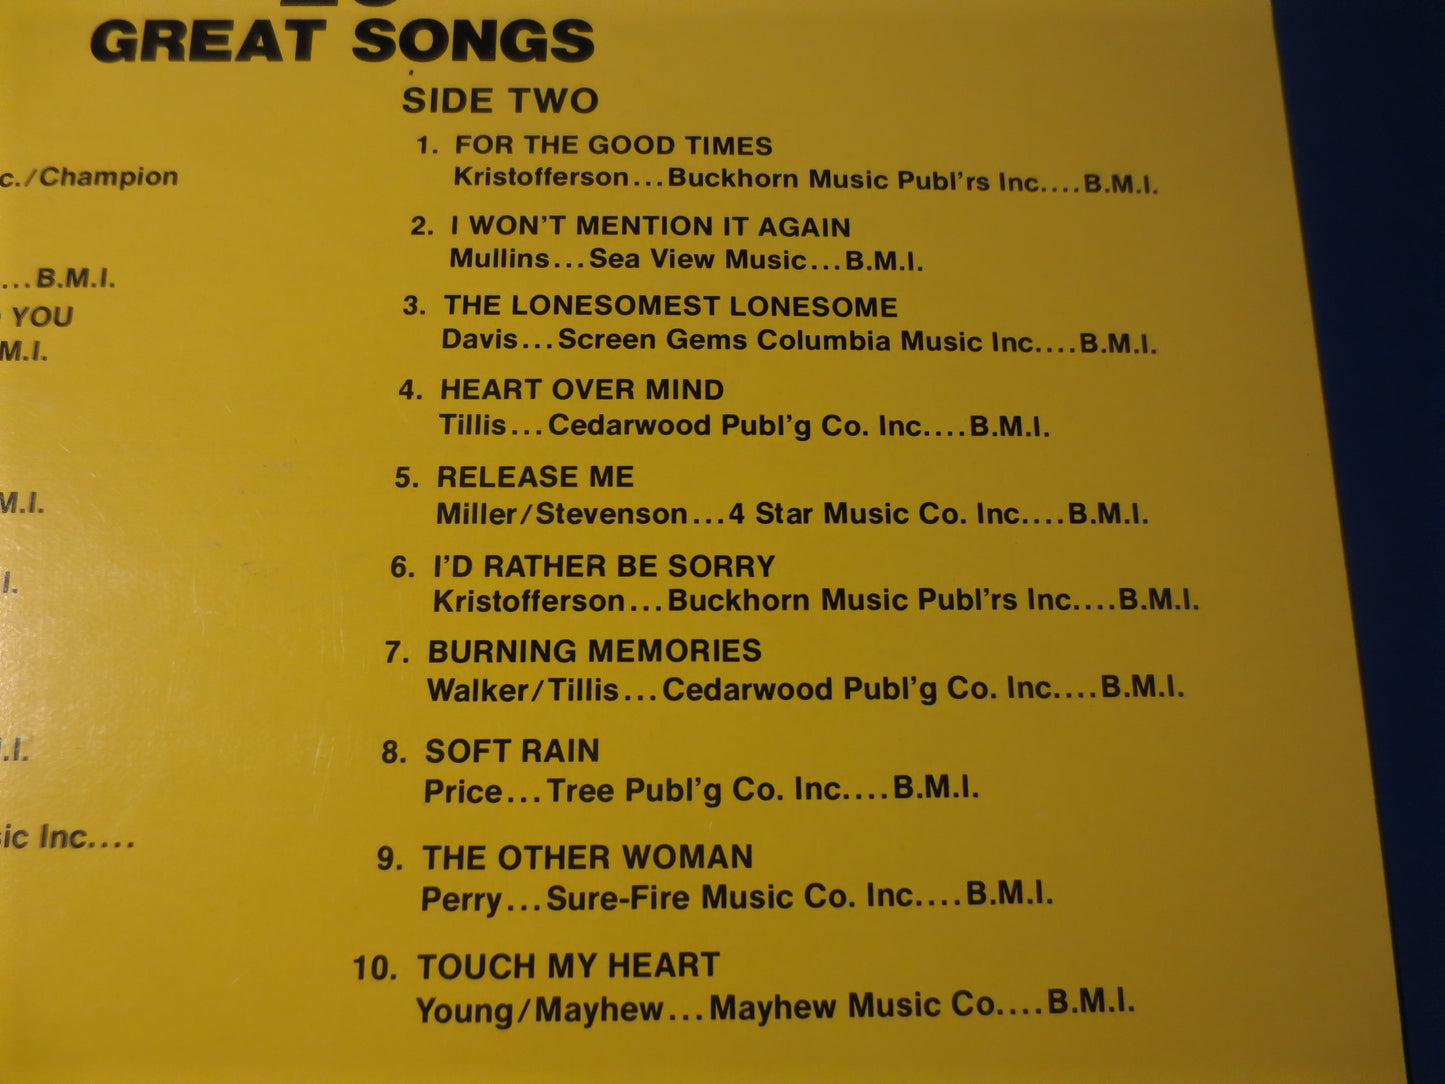 GREAT SONGS
c./Champion
...B.M.I.
YOU
M.I.
M.I.
I.
.I.
ic Inc....
SIDE TWO
1. FOR THE GOOD TIMES
Kristofferson...Buckhorn Music Publ'rs Inc....B.M.I.
2. I WON'T MENTION IT AGAIN
Mullins...Sea View Music...B.M.I.
3. THE LONESOMEST LONESOME
Davis...Screen Gems Columbia Music Inc....B.M.I.
4. HEART OVER MIND
Tillis...Cedarwood Publ'g Co. Inc....B.M.I.
5. RELEASE ME
Miller/Stevenson...4 Star Music Co. Inc....B.M.I.
6. I'D RATHER BE SORRY
Kristofferson...Buckhorn Music Publ'rs Inc....B.M.I.
7. BURNING MEMORIES
Walker/Tillis...Cedarwood Publ'g Co. Inc....B.M.I.
8. SOFT RAIN
Price...Tree Publ'g Co. Inc....B.M.I.
9. THE OTHER WOMAN
Perry...Sure-Fire Music Co. Inc....B.M.I.
10. TOUCH MY HEART
Young/Mayhew...Mayhew Music Co....B.M.I.